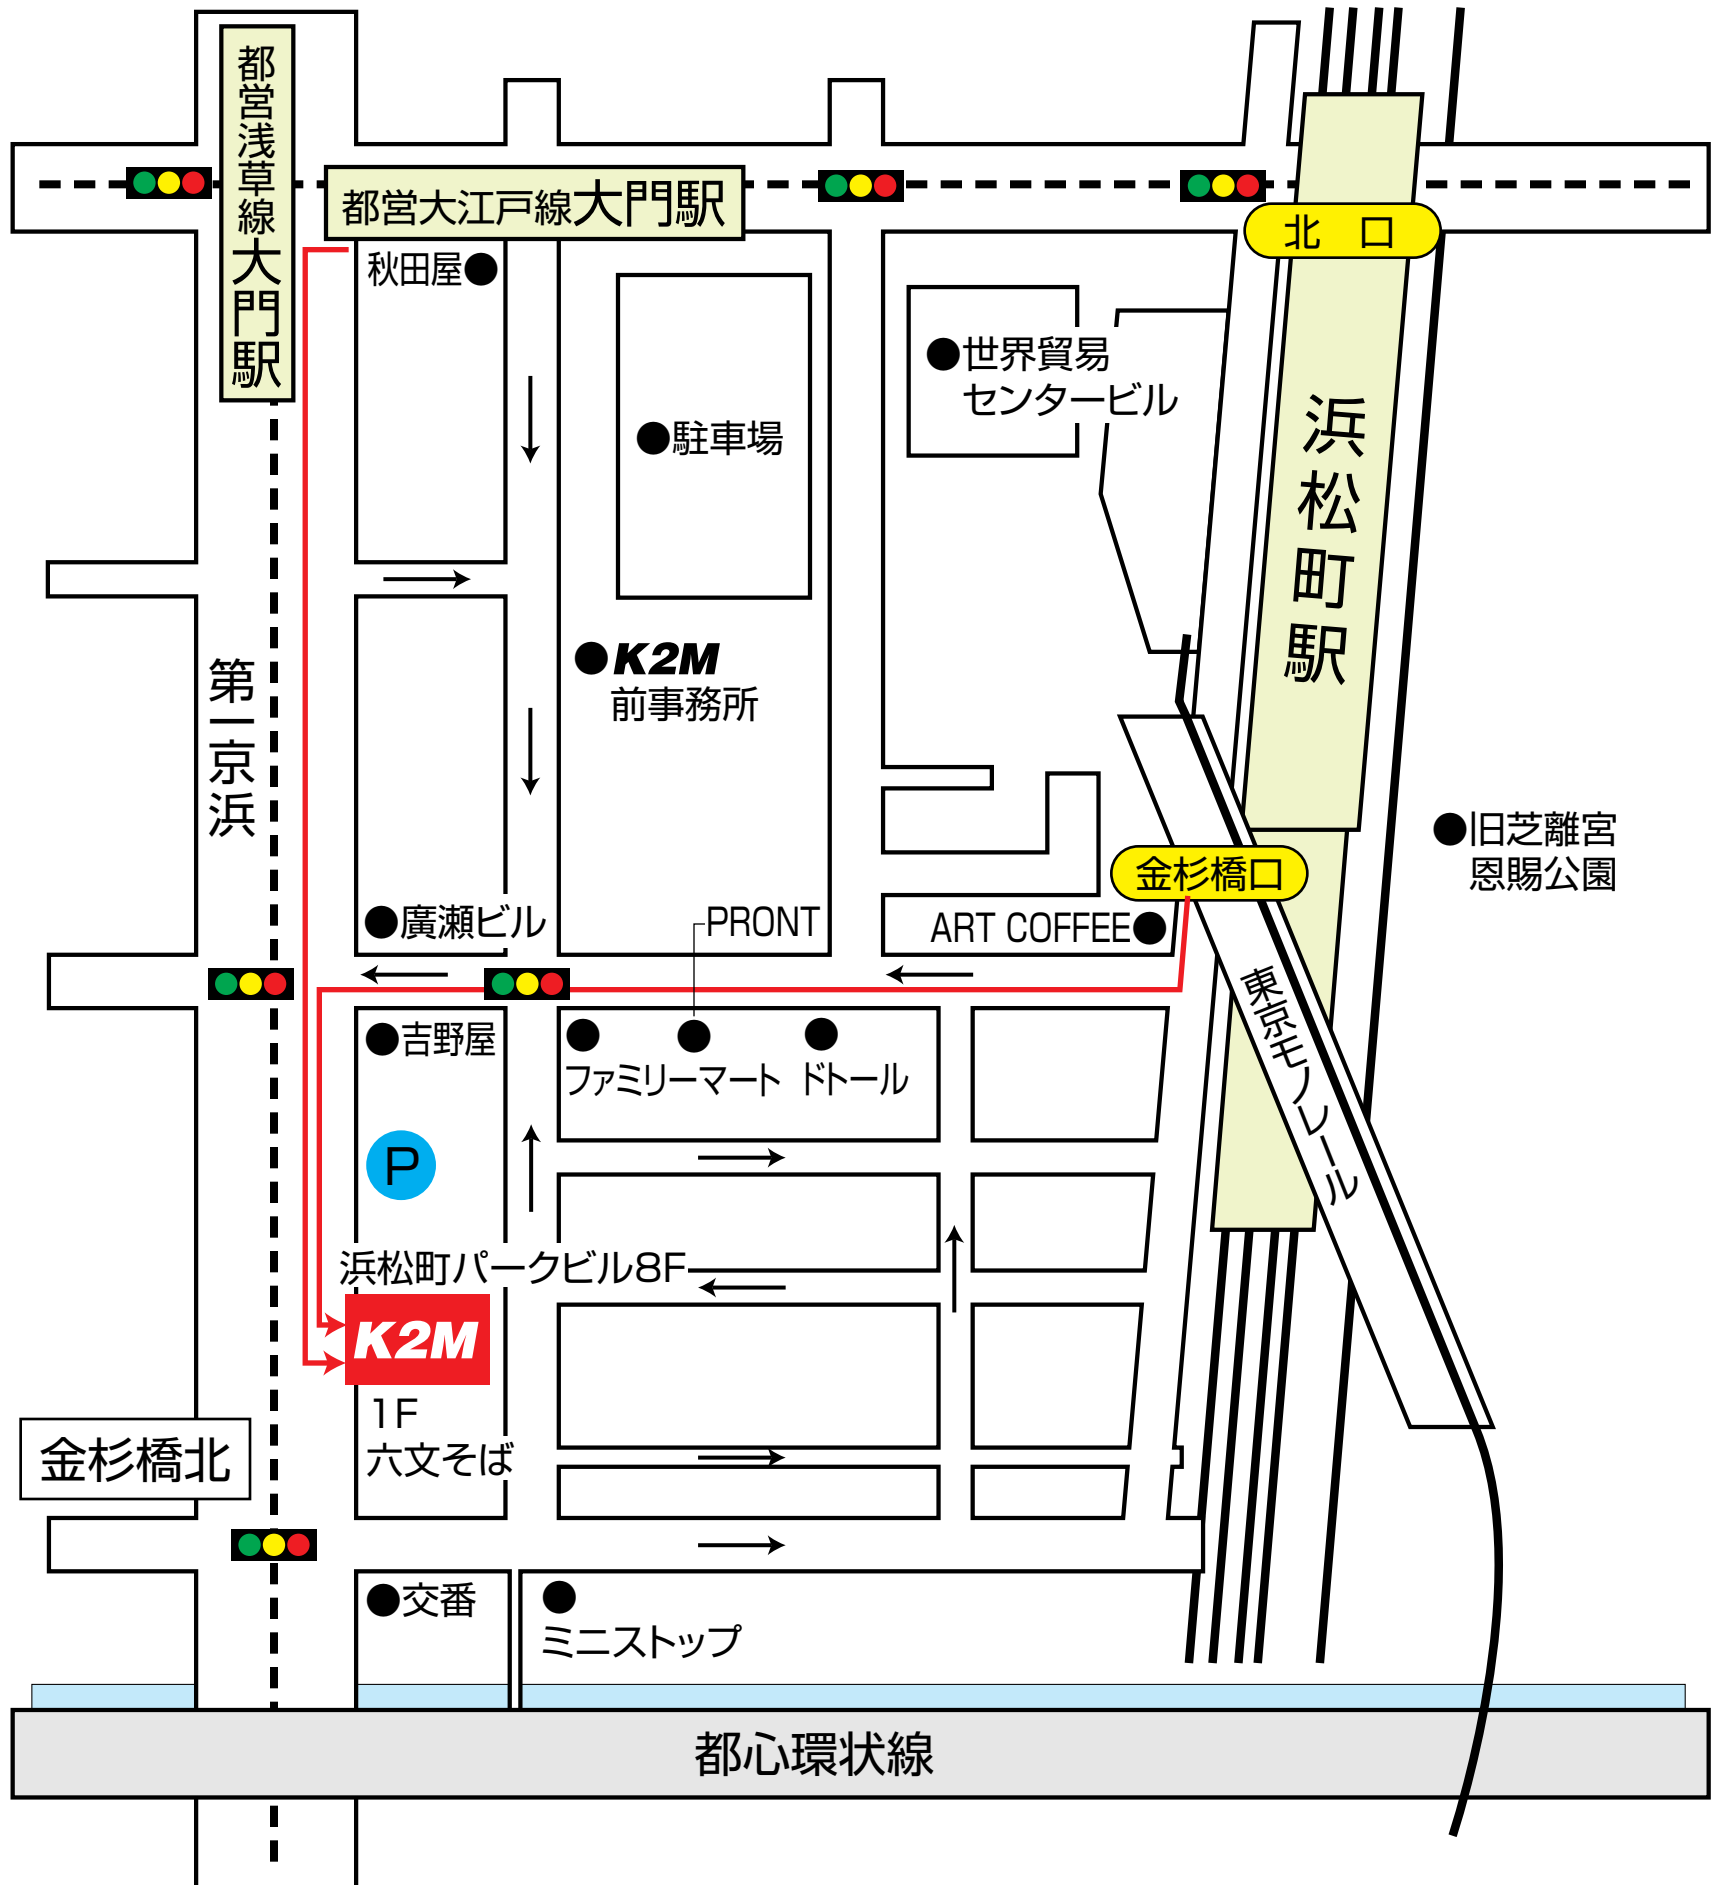 都営浅草線大門駅
都営大江戸線大門駅
北 口
秋田屋
世界貿易
センタービル
駐車場
浜松町駅
K2M
前事務所
第一京浜
旧芝離宮
恩賜公園
金杉橋口
廣瀬ビル
PRONT
ART COFFEE
東京モノレール
吉野屋
ファミリーマート
ドトール
P
浜松町パークビル8F
K2M
1F
六文そば
金杉橋北
交番
ミニストップ
都心環状線